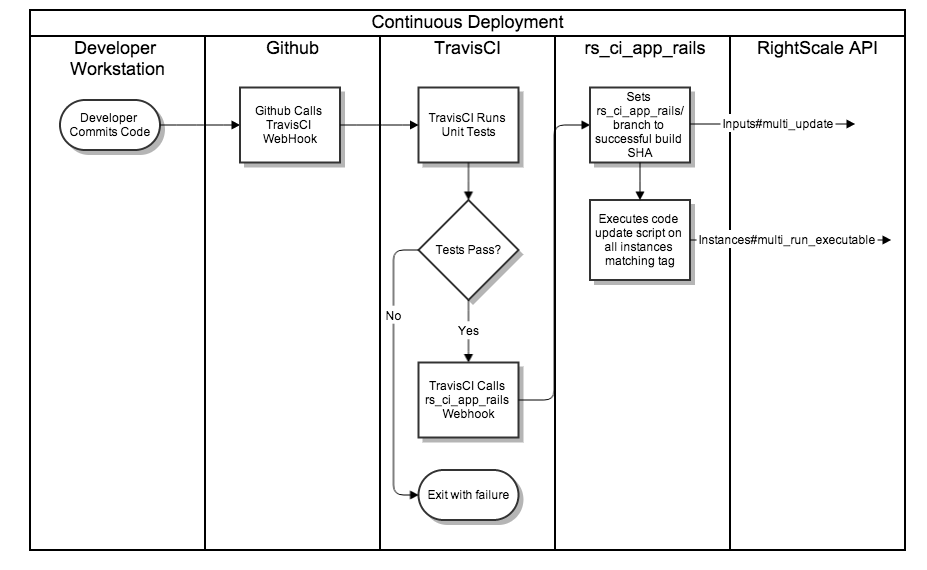 Continuous Deployment
Developer
Workstation
Github
TravisCI
rs_ci_app_rails
RightScale API
Developer
Commits Code
Github Calls
TravisCI
WebHook
TravisCI Runs
Unit Tests
Tests Pass?
No
Yes
TravisCI Calls
rs_ci_app_rails
Webhook
Exit with failure
Sets
rs_ci_app_rails/
branch to
successful build
SHA
Inputs#multi_update
Executes code
update script on
all instances
matching tag
Instances#multi_run_executable